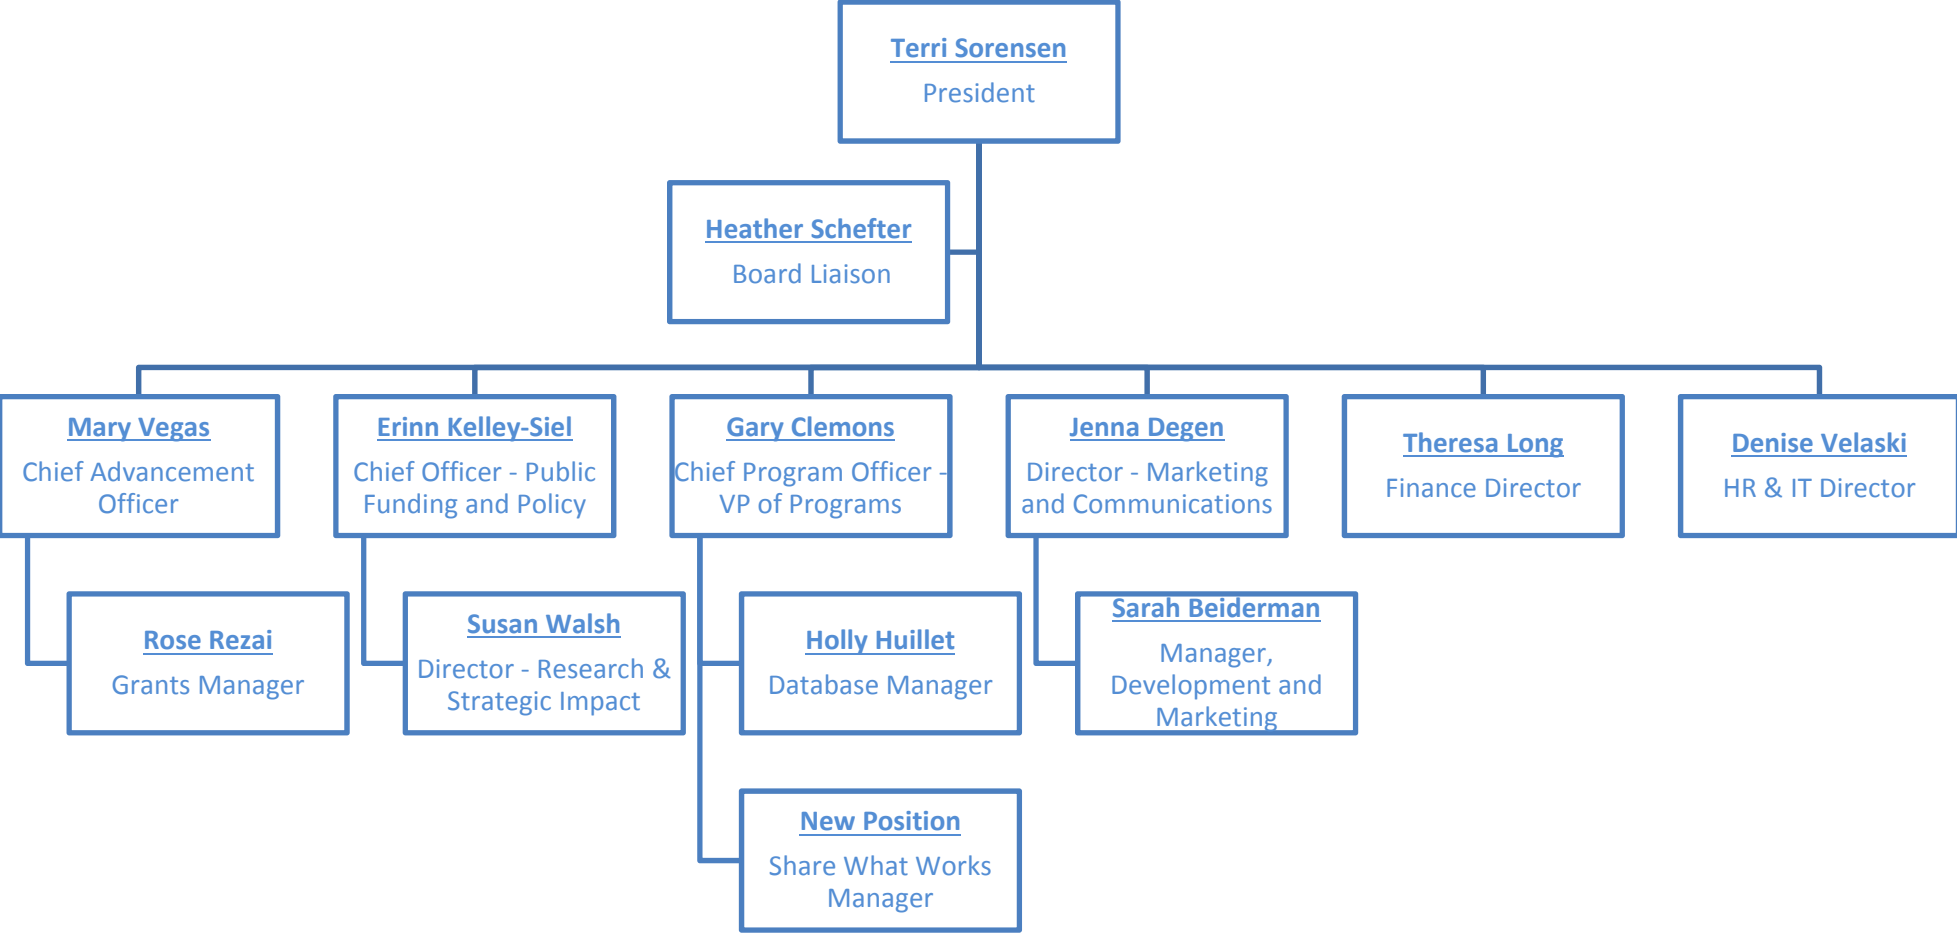 Terri Sorensen
President
Heather Schefter
Board Liaison
Mary Vegas
Chief Advancement
Officer
Erinn Kelley-Siel
Chief Officer - Public
Funding and Policy
Gary Clemons
Chief Program Officer -
VP of Programs
Jenna Degen
Director - Marketing
and Communications
Theresa Long
Finance Director
Denise Velaski
HR & IT Director
Rose Rezai
Grants Manager
Susan Walsh
Director - Research &
Strategic Impact
Holly Huillet
Database Manager
Sarah Beiderman
Manager,
Development and
Marketing
New Position
Share What Works
Manager